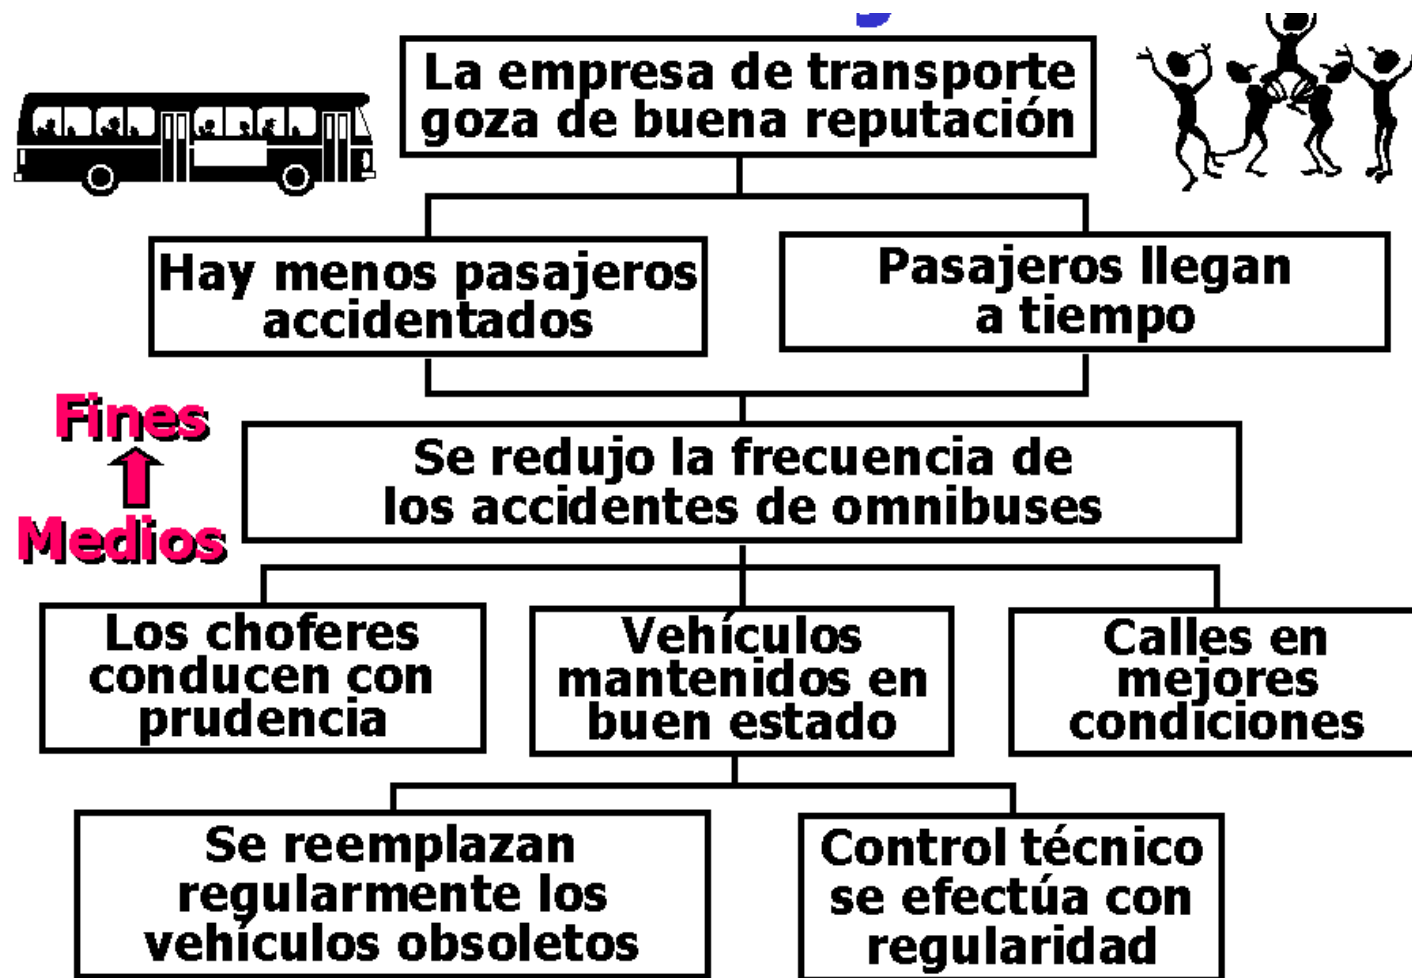 La empresa de transporte
goza de buena reputación
Hay menos pasajeros
accidentados
Pasajeros llegan
a tiempo
Fines
Medios
Se redujo la frecuencia de
los accidentes de omnibuses
Los choferes
conducen con
prudencia
Vehículos
mantenidos en
buen estado
Calles en
mejores
condiciones
Se reemplazan
regularmente los
vehículos obsoletos
Control técnico
se efectúa con
regularidad